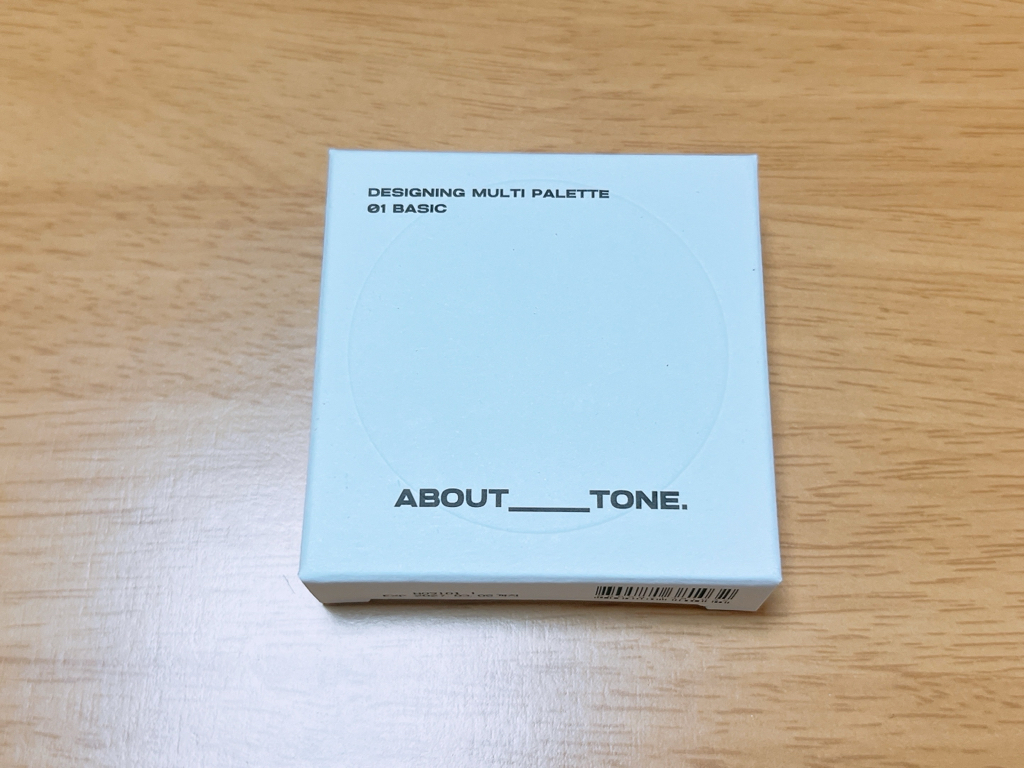 DESIGNING MULTI PALETTE
01 BASIC
ABOUT_____TONE.